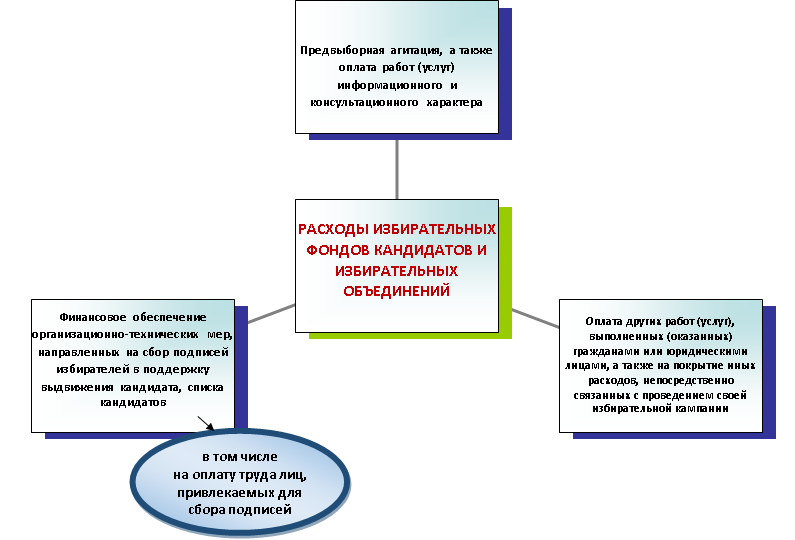 Предвыборная агитация, а также
оплата работ (услуг)
информационного и
консультационного характера
РАСХОДЫ ИЗБИРАТЕЛЬНЫХ
ФОНДОВ КАНДИДАТОВ И
ИЗБИРАТЕЛЬНЫХ
ОБЪЕДИНЕНИЙ
Финансовое обеспечение
организационно-технических мер,
направленных на сбор подписей
избирателей в поддержку
выдвижения кандидата, списка
кандидатов
в том числе
на оплату труда лиц,
привлекаемых для
сбора подписей
Оплата других работ (услуг),
выполненных (оказанных)
гражданами или юридическими
лицами, а также на покрытие иных
расходов, непосредственно
связанных с проведением своей
избирательной кампании